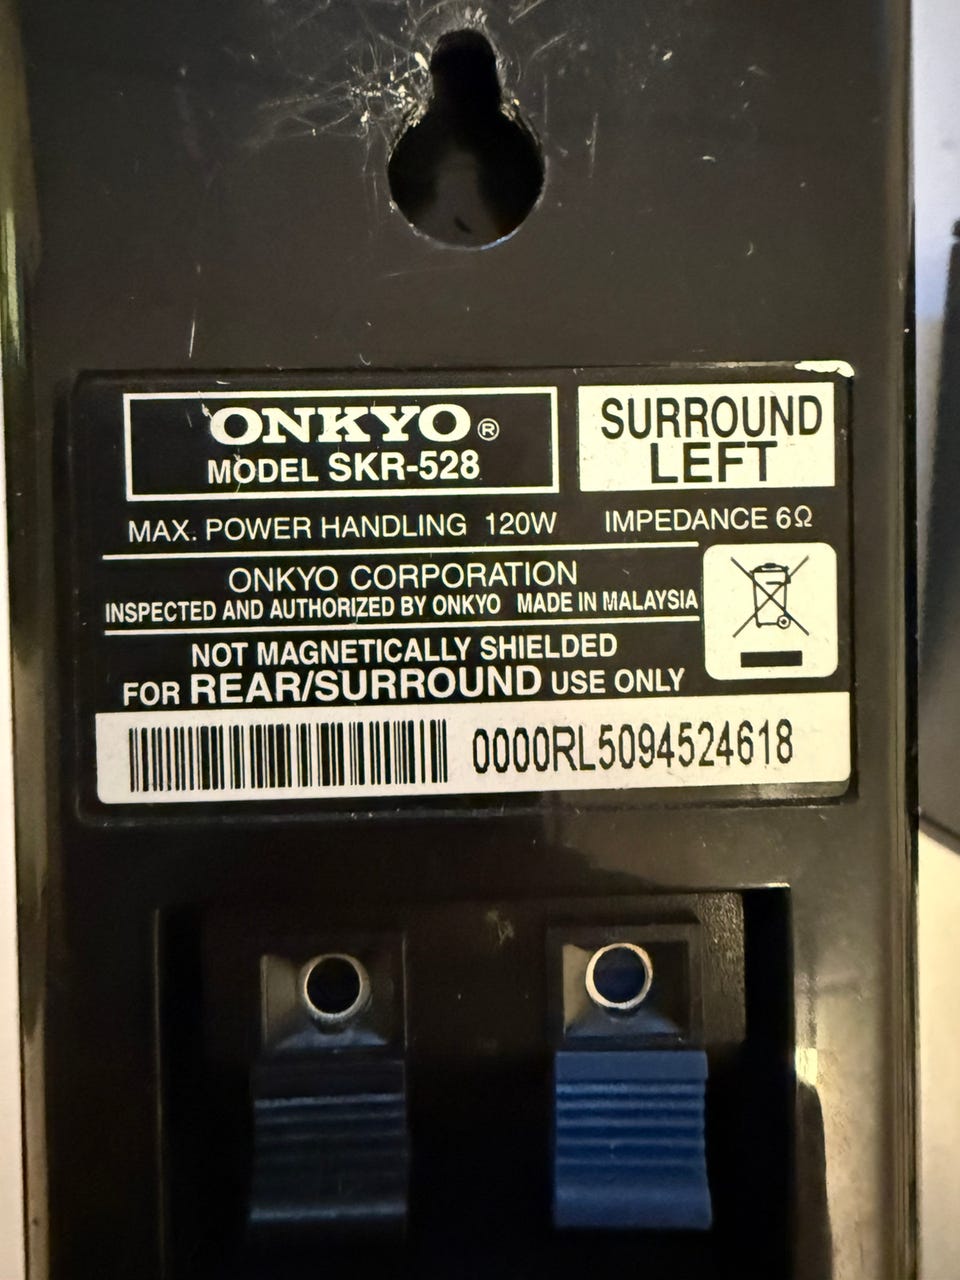 ONKYO®
MODEL SKR-528
SURROUND
LEFT
MAX. POWER HANDLING 120W IMPEDANCE 6Ω
ONKYO CORPORATION
INSPECTED AND AUTHORIZED BY ONKYO MADE IN MALAYSIA
NOT MAGNETICALLY SHIELDED
FOR REAR/SURROUND USE ONLY
0000RL5094524618